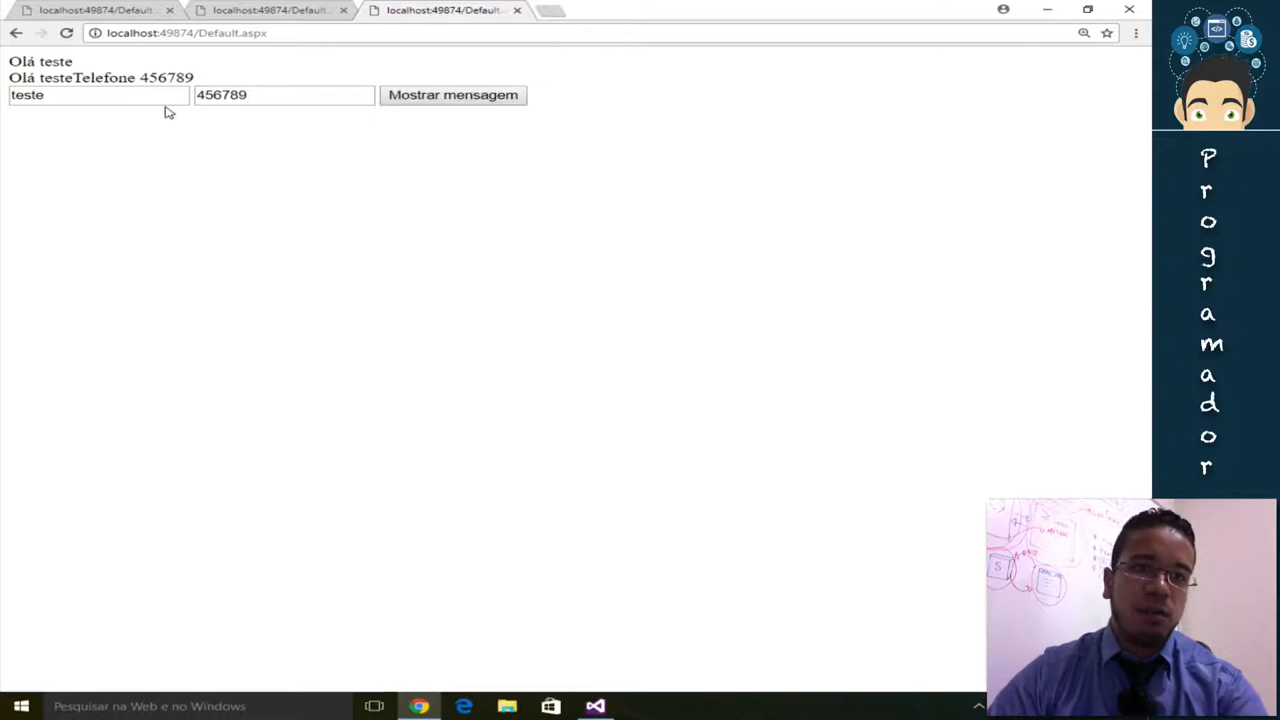 localhost:49874/Default.
localhost:49874/Default.
localhost:49874/Default.
localhost:49874/Default.aspx
Olá teste
Olá testeTelefone 456789
teste 456789 Mostrar mensagem
Programador
Pesquisar na Web e no Windows